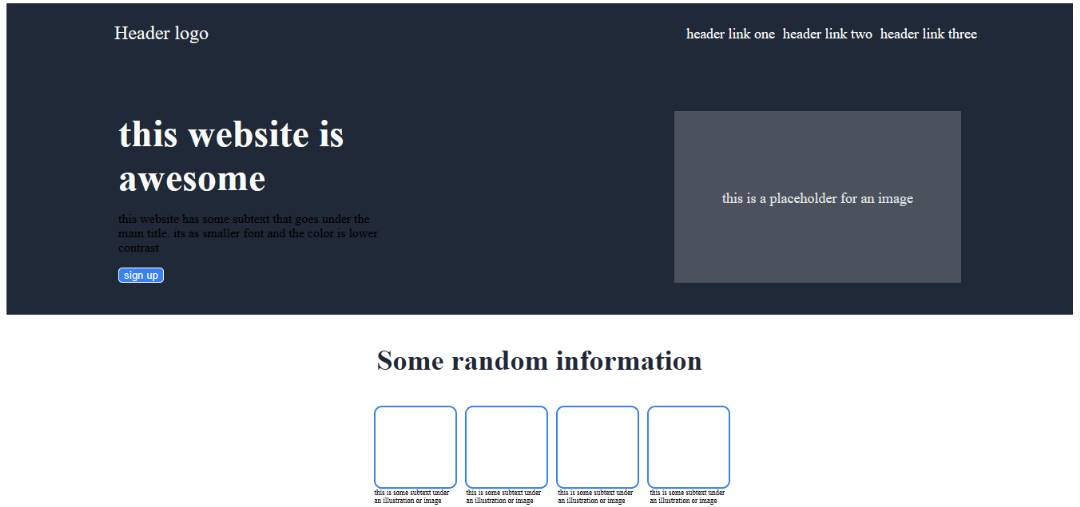 Header logo
header link one header link two header link three
this website is
awesome
this website has some subtext that goes under the
main title. its as smaller font and the color is lower
contrast
sign up
this is a placeholder for an image
Some random information
this is some subtext under
an illustration or image
this is some subtext under
an illustration or image
this is some subtext under
an illustration or image
this is some subtext under
an illustration or image